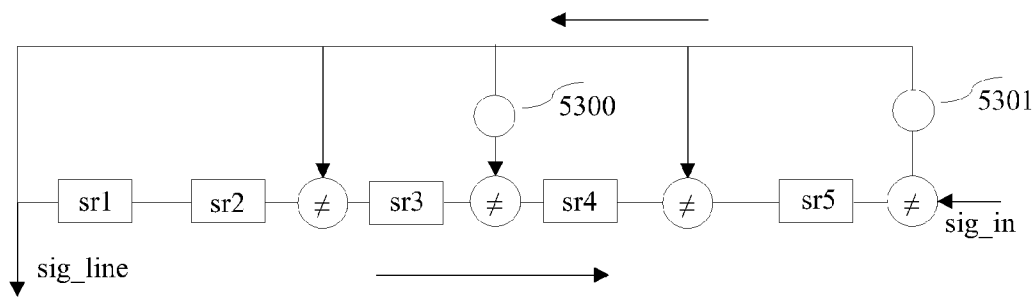 5300
5301
sr1 sr2 ≠ sr3 ≠ sr4 ≠ sr5 ≠
sig_in
sig_line